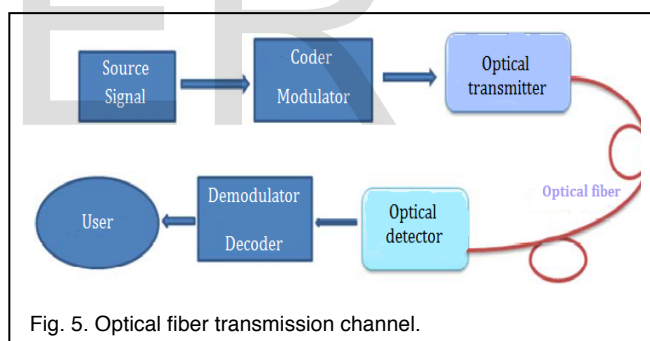 ER
Source
Signal
Coder
Modulator
Optical
transmitter
Optical fiber
User
Demodulator
Decoder
Optical
detector
Fig. 5. Optical fiber transmission channel.